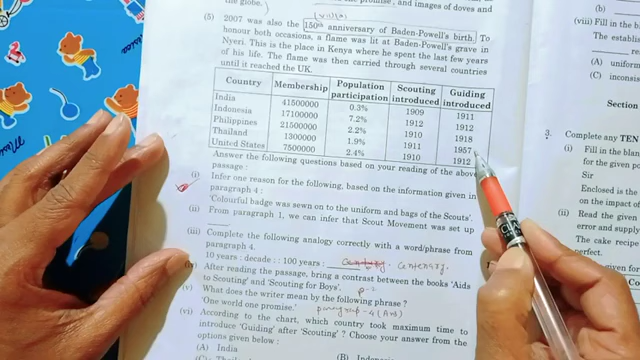 the globe.)
and images of doves and
(vista)
(5) 2007 was also the 150th anniversary of Baden-Powell's birth. To
honour both occasions, a flame was lit at Baden-Powell's grave in
Nyeri. This is the place in Kenya where he spent the last few years
of his life. The flame was then carried through several countries
until it reached the UK.
Country Membership Population participation Scouting introduced Guiding introduced
India 41500000 0.3% 1909 1911
Indonesia 17100000 7.2% 1912 1912
Philippines 21500000 2.2% 1910 1918
Thailand 1300000 1.9% 1911 1957
United States 7500000 2.4% 1910 1912
Answer the following questions based on your reading of the above
passage :
(i) Infer one reason for the following, based on the information given in
paragraph 4 :
'Colourful badge was sewn on to the uniform and bags of the Scouts'.
(ii) From paragraph 1, we can infer that Scout Movement was set up
(iii) Complete the following analogy correctly with a word/phrase from
paragraph 4.
10 years : decade : : 100 years : Centenary.
(iv) After reading the passage, bring a contrast between the books 'Aids
to Scouting' and 'Scouting for Boys'.
(v) What does the writer mean by the following phrase ?
'One world one promise.' paragraph - 4 (Ans)
(vi) According to the chart, which country took maximum time to
introduce 'Guiding' after 'Scouting' ? Choose your answer from the
options given below :
(A) India
(B) Indonesia
(C) Thailand
(viii) Fill in the
The establi
(A) uniform
(C) inconsis
Section
3. Complete any TEN
(i) Fill in the bla
for the given po
Sir
Enclosed is the
on the impact of
(ii) Read the given
error and supply
The cake recipe
perfect.
(iii)